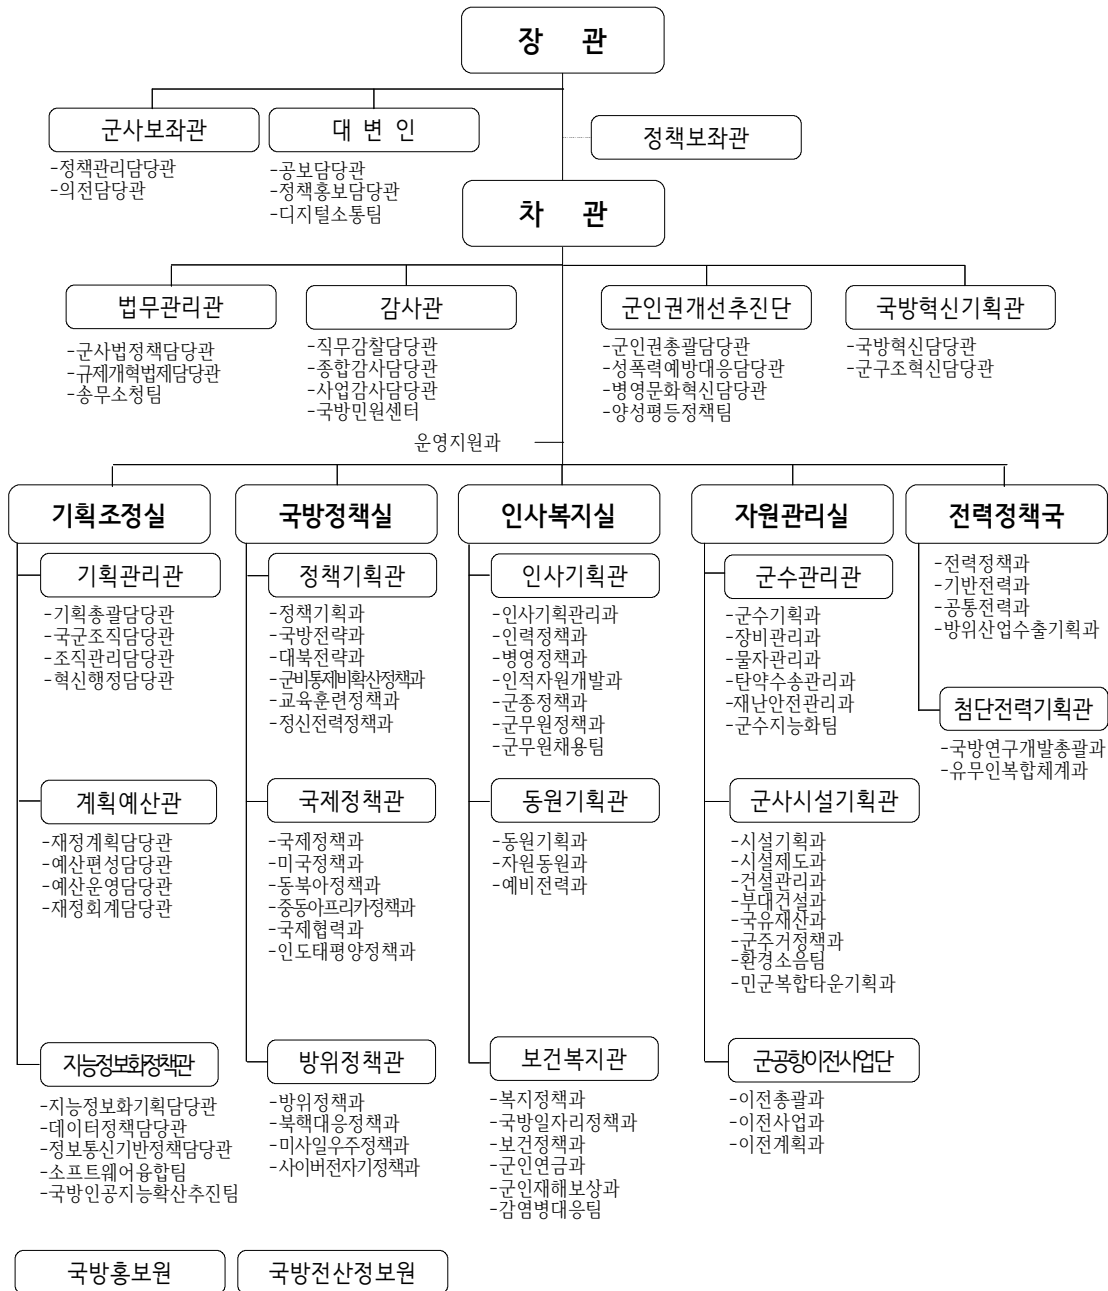 장 관
군사보좌관
-정책관리담당관
-의전담당관
대 변 인
-공보담당관
-정책홍보담당관
-디지털소통팀
정책보좌관
차 관
법무관리관
-군사법정책담당관
-규제개혁법제담당관
-송무소청팀
감사관
-직무감찰담당관
-종합감사담당관
-사업감사담당관
-국방민원센터
군인권개선추진단
-군인권총괄담당관
-성폭력예방대응담당관
-병영문화혁신담당관
-양성평등정책팀
국방혁신기획관
-국방혁신담당관
-군구조혁신담당관
운영지원과
기획조정실
기획관리관
-기획총괄담당관
-국군조직담당관
-조직관리담당관
-혁신행정담당관
계획예산관
-재정계획담당관
-예산편성담당관
-예산운영담당관
-재정회계담당관
지능정보화정책관
-지능정보화기획담당관
-데이터정책담당관
-정보통신기반정책담당관
-소프트웨어융합팀
-국방인공지능확산추진팀
국방정책실
정책기획관
-정책기획과
-국방전략과
-대북전략과
-군비통제비확산정책과
-교육훈련정책과
-정신전력정책과
국제정책관
-국제정책과
-미국정책과
-동북아정책과
-중동아프리카정책과
-국제협력과
-인도태평양정책과
방위정책관
-방위정책과
-북핵대응정책과
-미사일우주정책과
-사이버전자기정책과
인사복지실
인사기획관
-인사기획관리과
-인력정책과
-병영정책과
-인적자원개발과
-군종정책과
-군무원정책과
-군무원채용팀
동원기획관
-동원기획과
-자원동원과
-예비전력과
보건복지관
-복지정책과
-국방일자리정책과
-보건정책과
-군인연금과
-군인재해보상과
-감염병대응팀
자원관리실
군수관리관
-군수기획과
-장비관리과
-물자관리과
-탄약수송관리과
-재난안전관리과
-군수지능화팀
군사시설기획관
-시설기획과
-시설제도과
-건설관리과
-부대건설과
-국유재산과
-군주거정책과
-환경소음팀
-민군복합타운기획과
군공항이전사업단
-이전총괄과
-이전사업과
-이전계획과
전력정책국
-전력정책과
-기반전력과
-공통전력과
-방위산업수출기획과
첨단전력기획관
-국방연구개발총괄과
-유무인복합체계과
국방홍보원
국방전산정보원